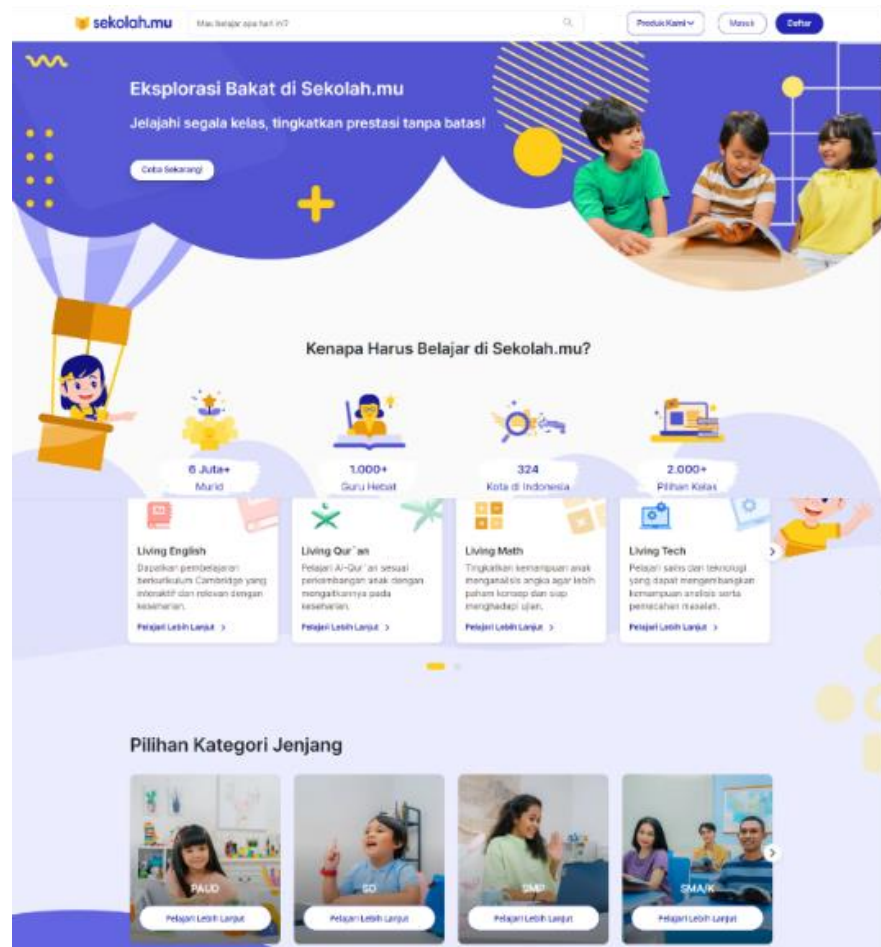 sekolah.mu
Mau belajar apa hari ini?
Produk Kami
Masuk
Daftar
Eksplorasi Bakat di Sekolah.mu
Jelajahi segala kelas, tingkatkan prestasi tanpa batas!
Coba Sekarang!
Kenapa Harus Belajar di Sekolah.mu?
6 Juta+
Murid
1.000+
Guru Hebat
324
Kota di Indonesia
2.000+
Pilihan Kelas
Living English
Dapatkan pembelajaran
berkurikulum Cambridge yang
interaktif dan relevan dengan
keseharian.
Pelajari Lebih Lanjut >
Living Qur`an
Pelajari Al-Qur`an sesuai
perkembangan anak dengan
mengaitkannya pada
keseharian.
Pelajari Lebih Lanjut >
Living Math
Tingkatkan kemampuan anak
menganalisis angka agar lebih
paham konsep dan siap
menghadapi ujian.
Pelajari Lebih Lanjut >
Living Tech
Pelajari sains dan teknologi
yang dapat mengembangkan
kemampuan analisis serta
pemecahan masalah.
Pelajari Lebih Lanjut >
Pilihan Kategori Jenjang
PAUD
Pelajari Lebih Lanjut
SD
Pelajari Lebih Lanjut
SMP
Pelajari Lebih Lanjut
SMA/K
Pelajari Lebih Lanjut